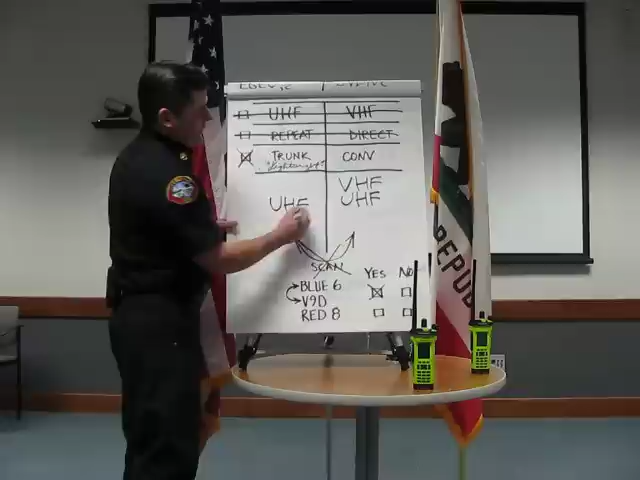 UHF VHF
REPEAT DIRECT
TRUNK CONV
VHF
UHF UHF
SCAN
YES NO
BLUE 6
V9D
RED 8
REPUB